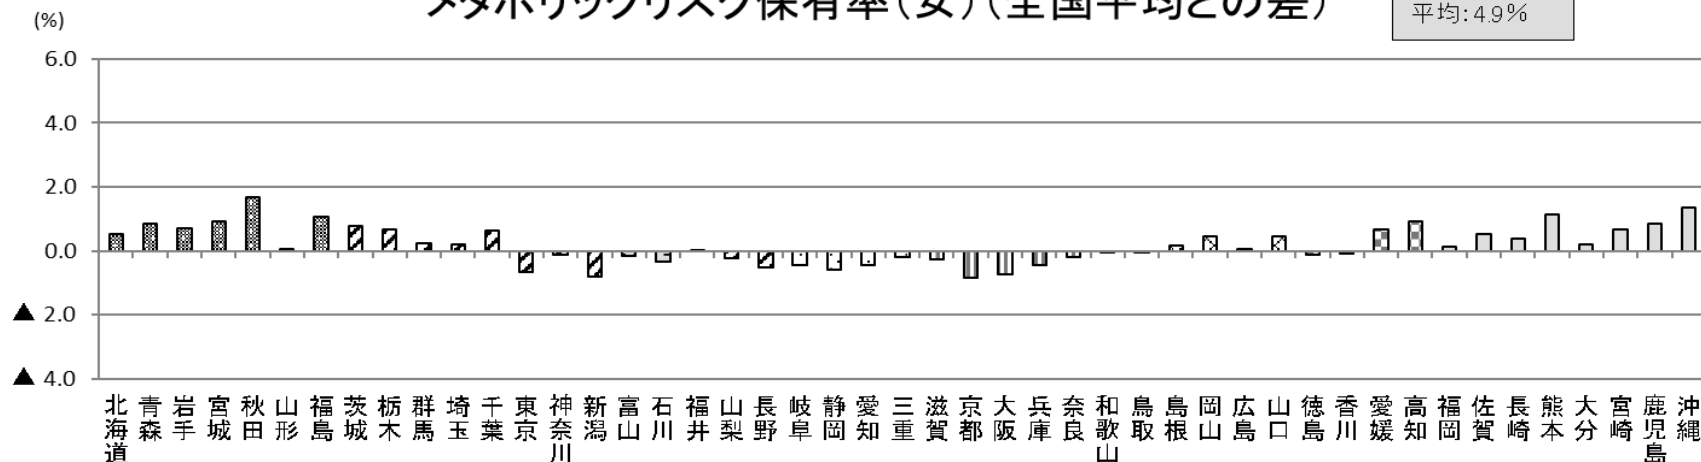 メタボリックリスク保有率(女)(全国平均との差)
平均:4.9%
(%)
6.0
4.0
2.0
0.0
▲ 2.0
▲ 4.0
北海道
青森
岩手
宮城
秋田
山形
福島
茨城
栃木
群馬
埼玉
千葉
東京
神奈川
新潟
富山
石川
福井
山梨
長野
岐阜
静岡
愛知
三重
滋賀
京都
大阪
兵庫
奈良
和歌山
鳥取
島根
岡山
広島
山口
徳島
香川
愛媛
高知
福岡
佐賀
長崎
熊本
大分
宮崎
鹿児島
沖縄